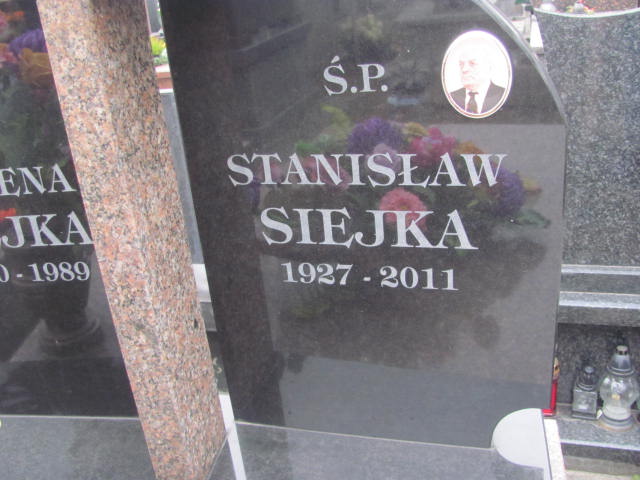 ENA
JKA
0 - 1989
Ś.P.
STANISŁAW
SIEJKA
1927 - 2011